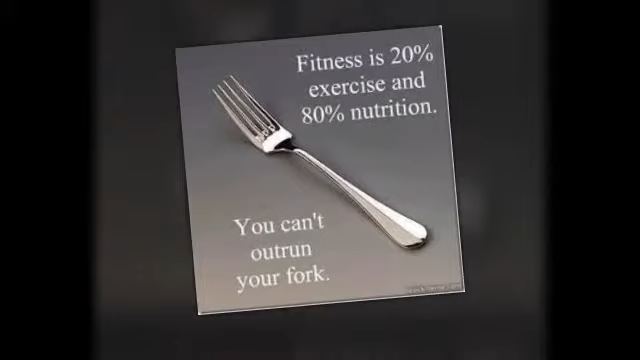 Fitness is 20%
exercise and
80% nutrition.
You can't
outrun
your fork.